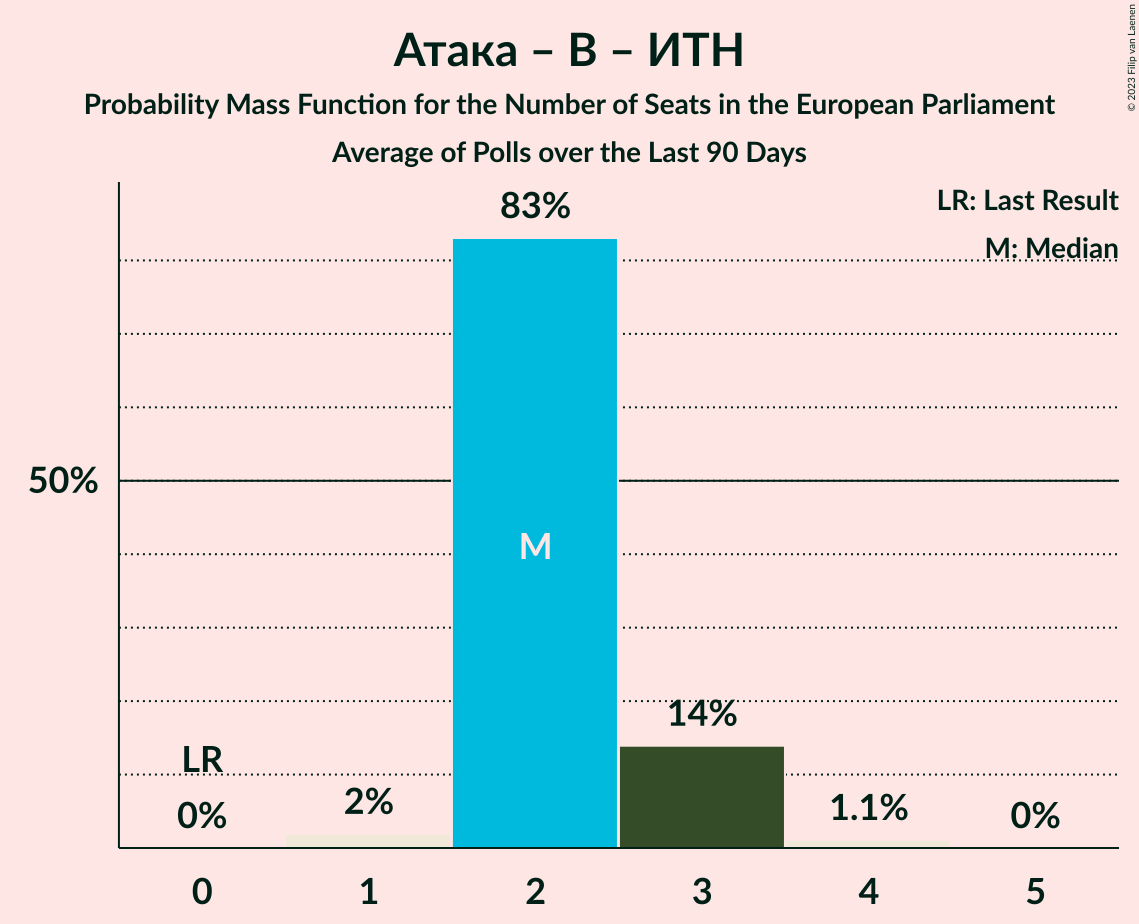 Атака – В – ИТН
Probability Mass Function for the Number of Seats in the European Parliament
Average of Polls over the Last 90 Days
© 2023 Filip van Laenen
LR: Last Result
M: Median
83%
50%
M
14%
LR
0%
2%
1.1%
0%
0 1 2 3 4 5